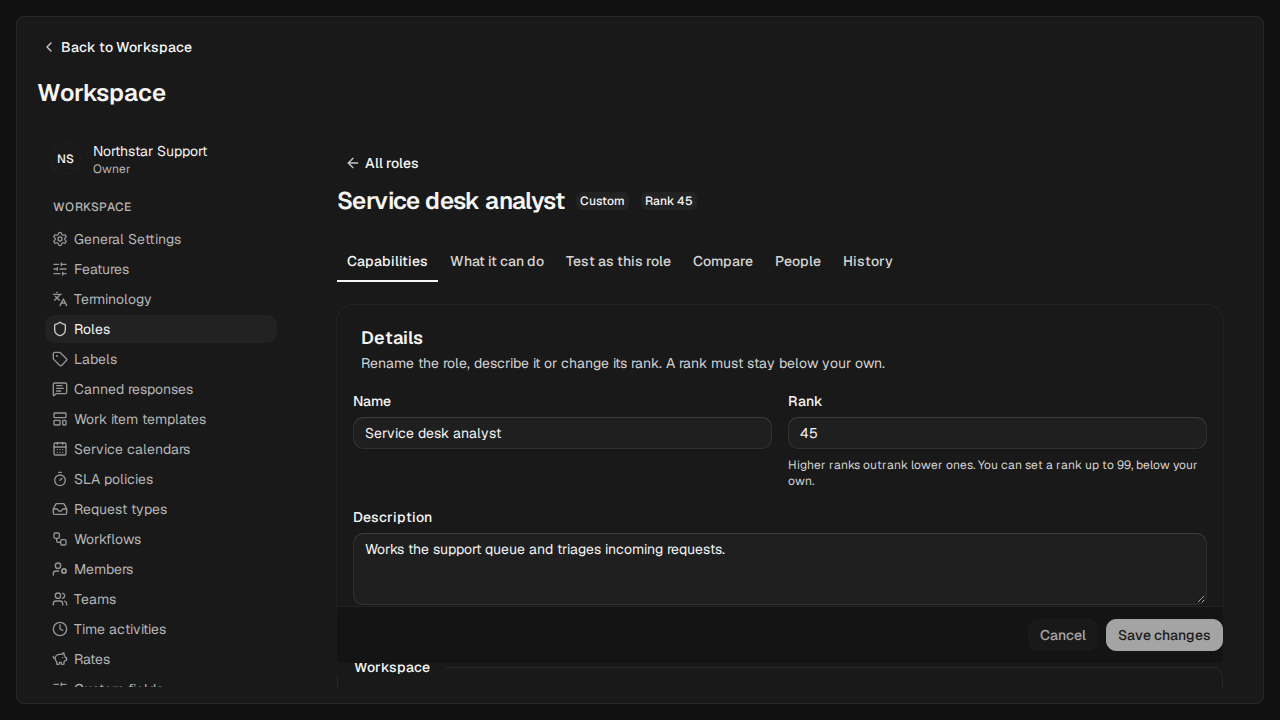 Back to Workspace
Workspace
NS
Northstar Support
Owner
WORKSPACE
General Settings
Features
Terminology
Roles
Labels
Canned responses
Work item templates
Service calendars
SLA policies
Request types
Workflows
Members
Teams
Time activities
Rates
Custom fields
All roles
Service desk analyst
Custom
Rank 45
Capabilities
What it can do
Test as this role
Compare
People
History
Details
Rename the role, describe it or change its rank. A rank must stay below your own.
Name
Service desk analyst
Rank
45
Higher ranks outrank lower ones. You can set a rank up to 99, below your
own.
Description
Works the support queue and triages incoming requests.
Cancel
Save changes
Workspace